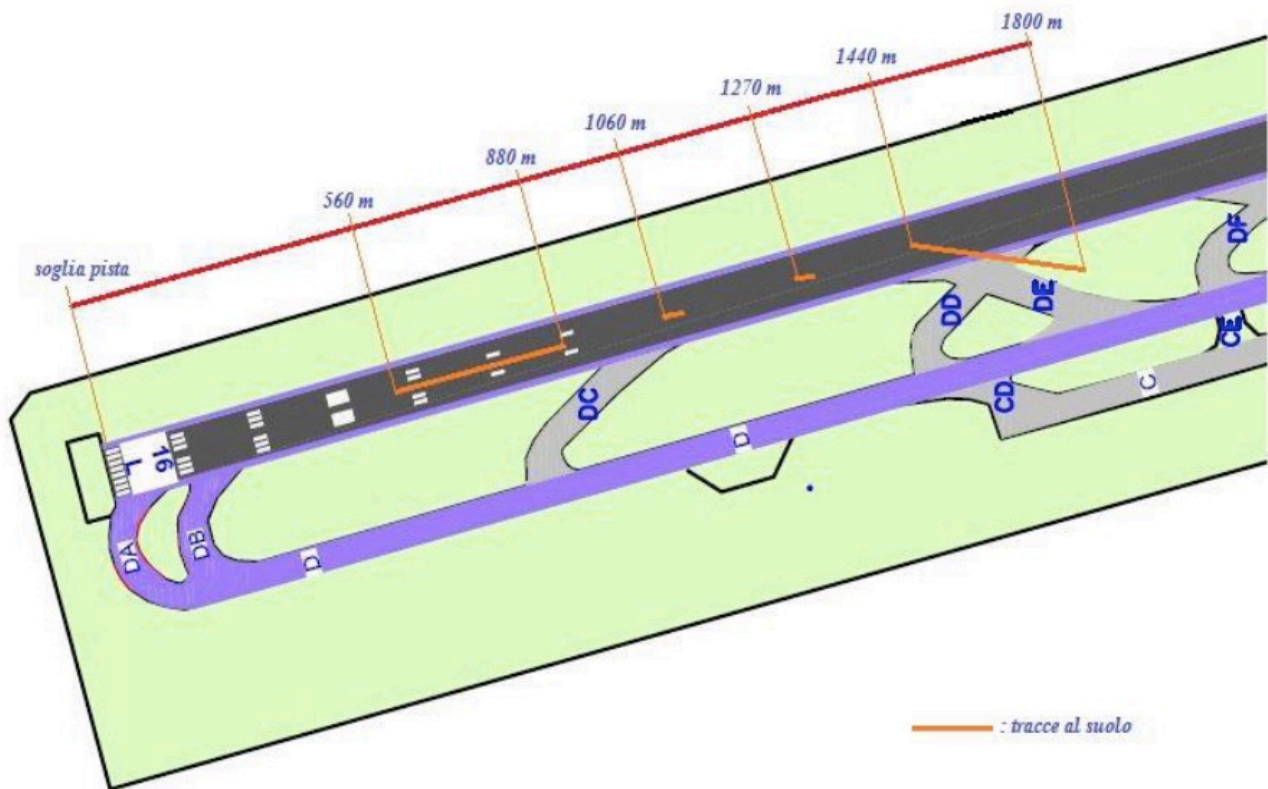 1800 m
1440 m
1270 m
1060 m
880 m
560 m
soglia pista
16
L
DA
DB
D
DC
D
DD
DE
DF
CD
C
CE
: tracce al suolo